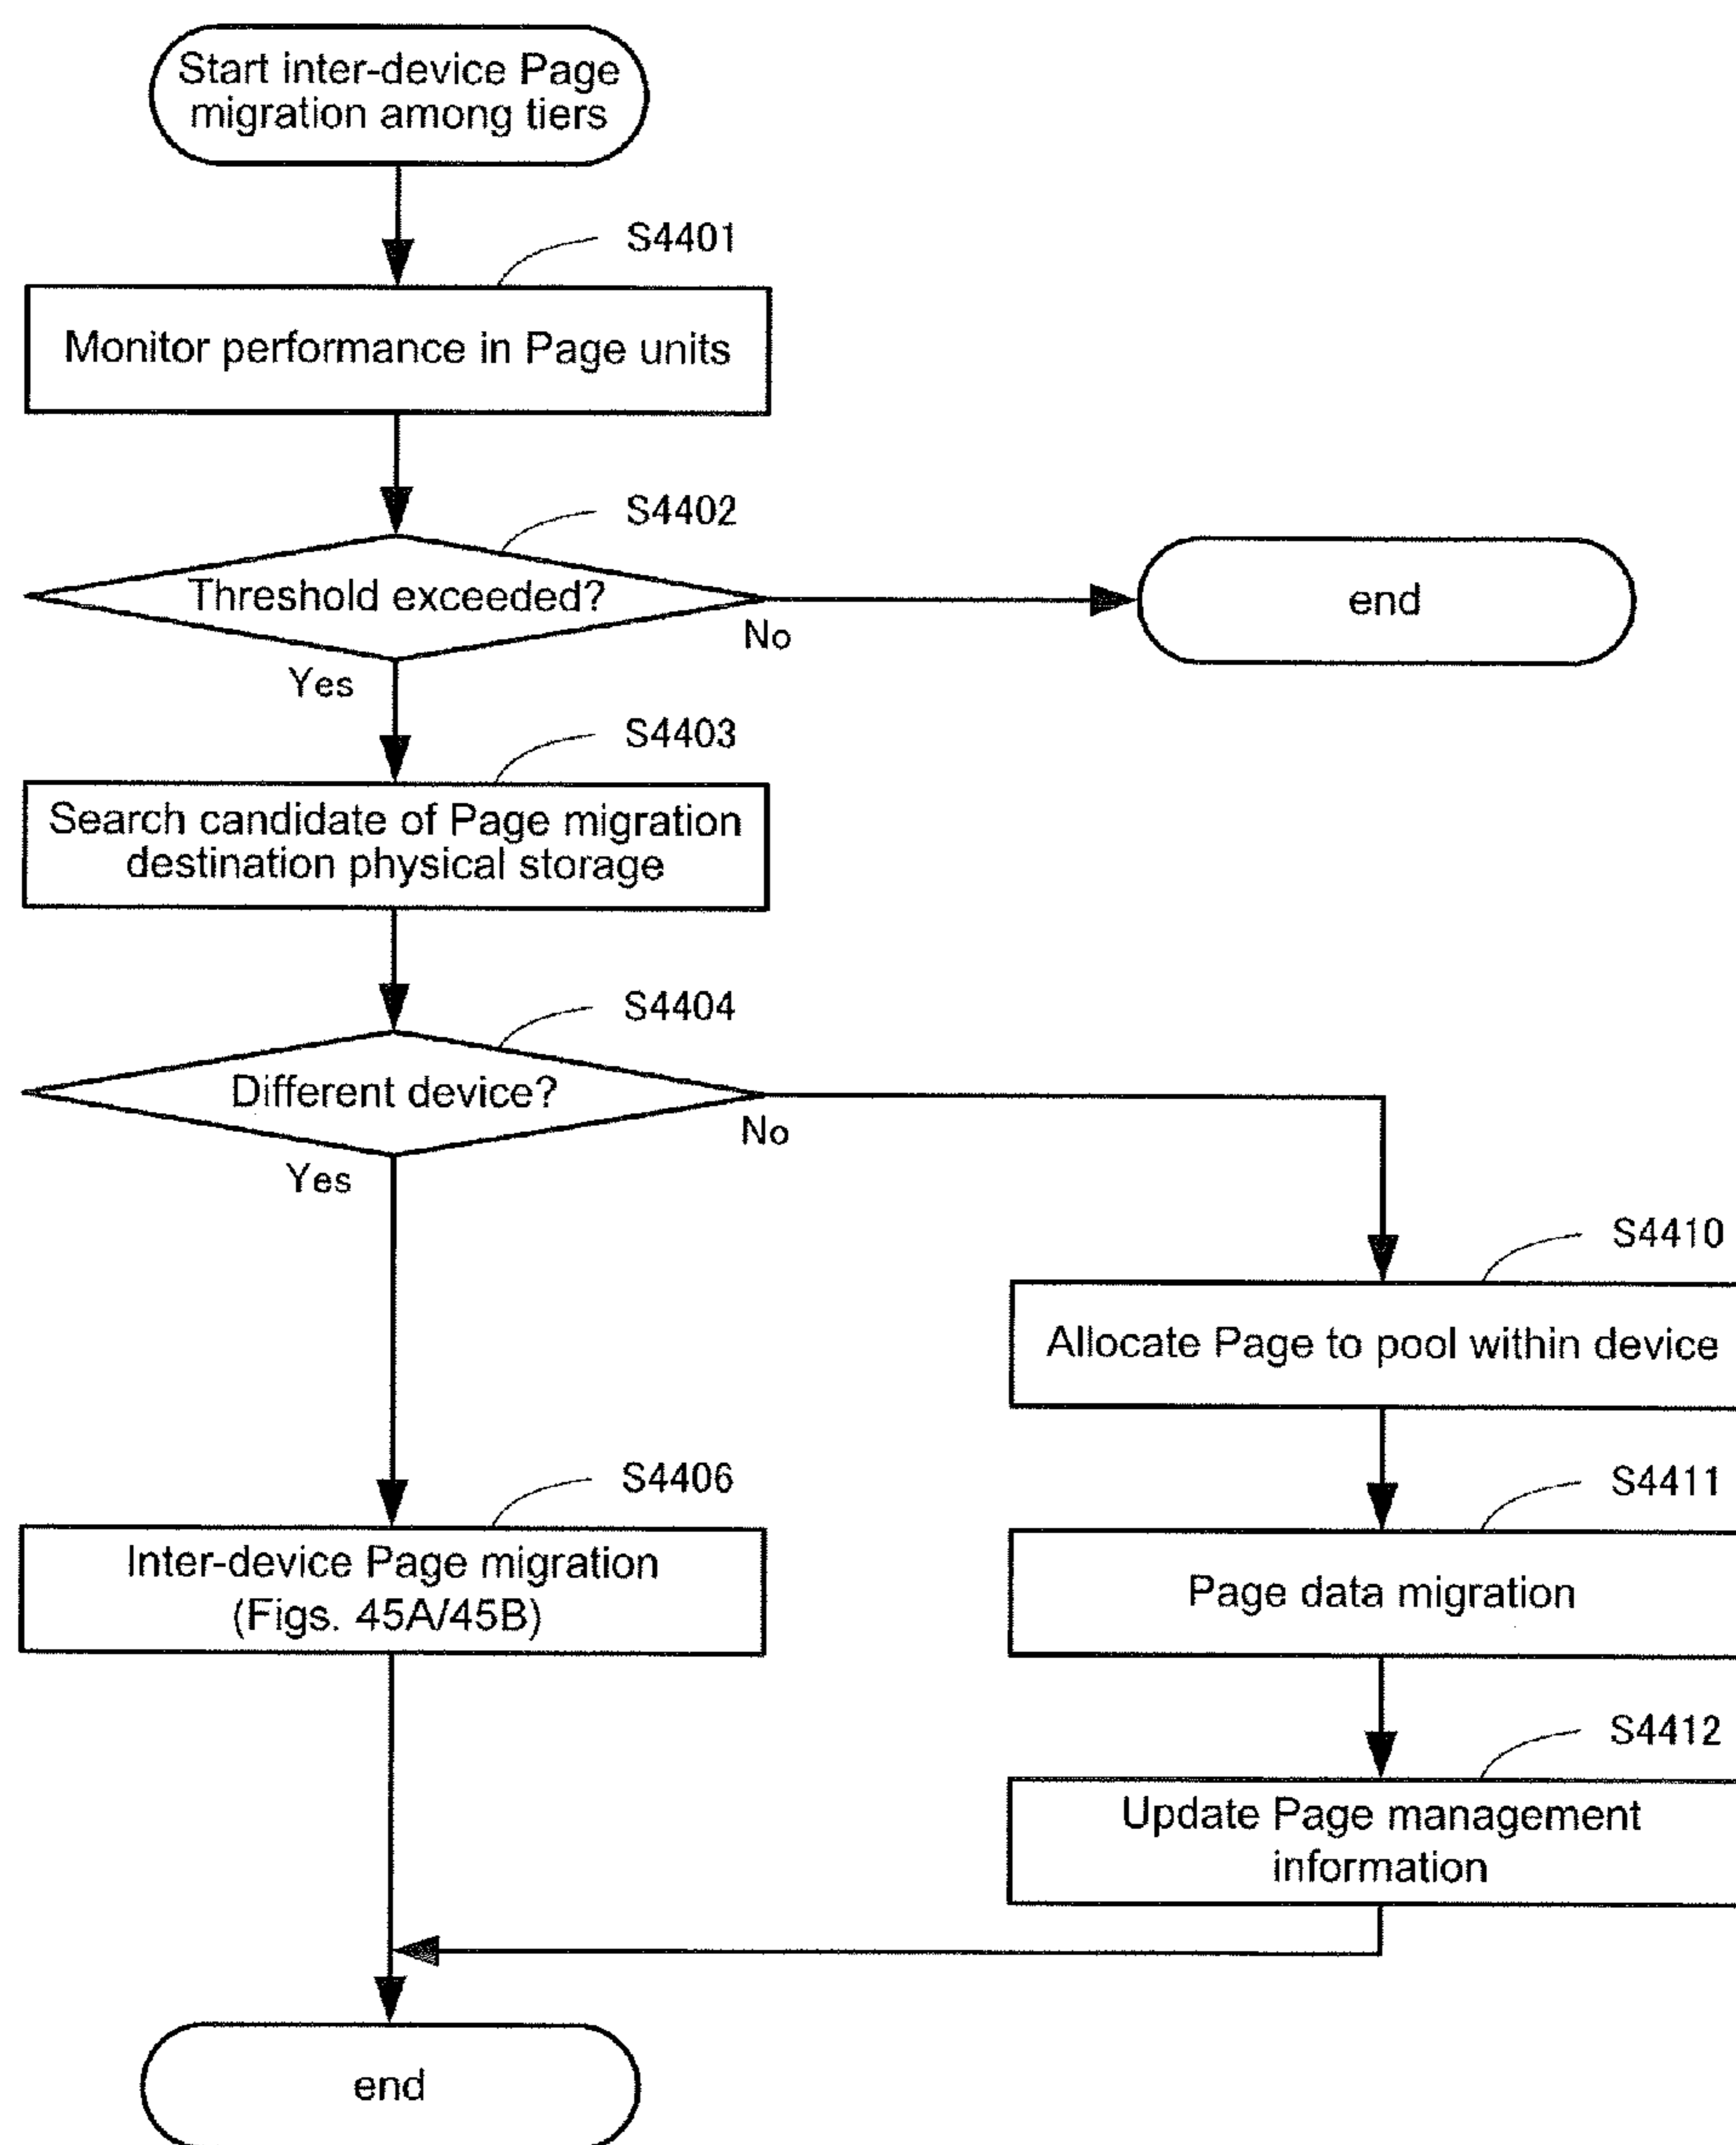 Start inter-device Page
migration among tiers
S4401
Monitor performance in Page units
S4402
Threshold exceeded?
No
end
Yes
S4403
Search candidate of Page migration
destination physical storage
S4404
Different device?
No
Yes
S4410
Allocate Page to pool within device
S4406
Inter-device Page migration
(Figs. 45A/45B)
S4411
Page data migration
S4412
Update Page management
information
end